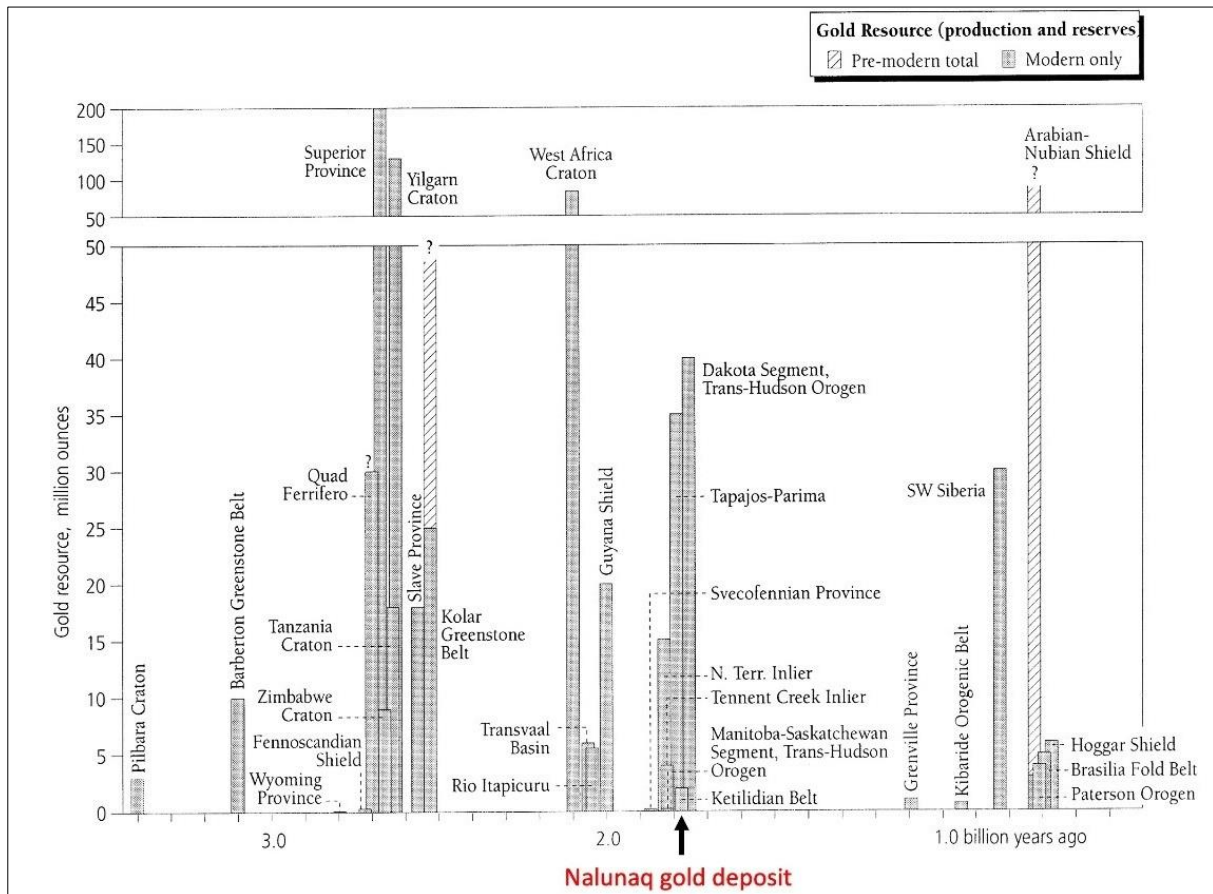 Gold Resource (production and reserves)
Pre-modern total
Modern only
200
150
100
50
Superior
Province
Yilgarn
Craton
West Africa
Craton
Arabian-
Nubian Shield
?
50
45
40
35
30
25
20
15
10
5
0
Gold resource, million ounces
Pilbara Craton
Barberton Greenstone Belt
?
Quad
Ferrifero
Tanzania
Craton
Zimbabwe
Craton
Fennoscandian
Shield
Wyoming
Province
Slave Province
?
Kolar
Greenstone
Belt
Transvaal
Basin
Rio Itapicuru
Guyana Shield
Dakota Segment,
Trans-Hudson Orogen
Tapajos-Parima
Svecofennian Province
N. Terr. Inlier
Tennent Creek Inlier
Manitoba-Saskatchewan
Segment, Trans-Hudson
Orogen
Ketilidian Belt
Grenville Province
Kibaride Orogenic Belt
SW Siberia
Hoggar Shield
Brasilia Fold Belt
Paterson Orogen
3.0
2.0
1.0 billion years ago
Nalunaq gold deposit